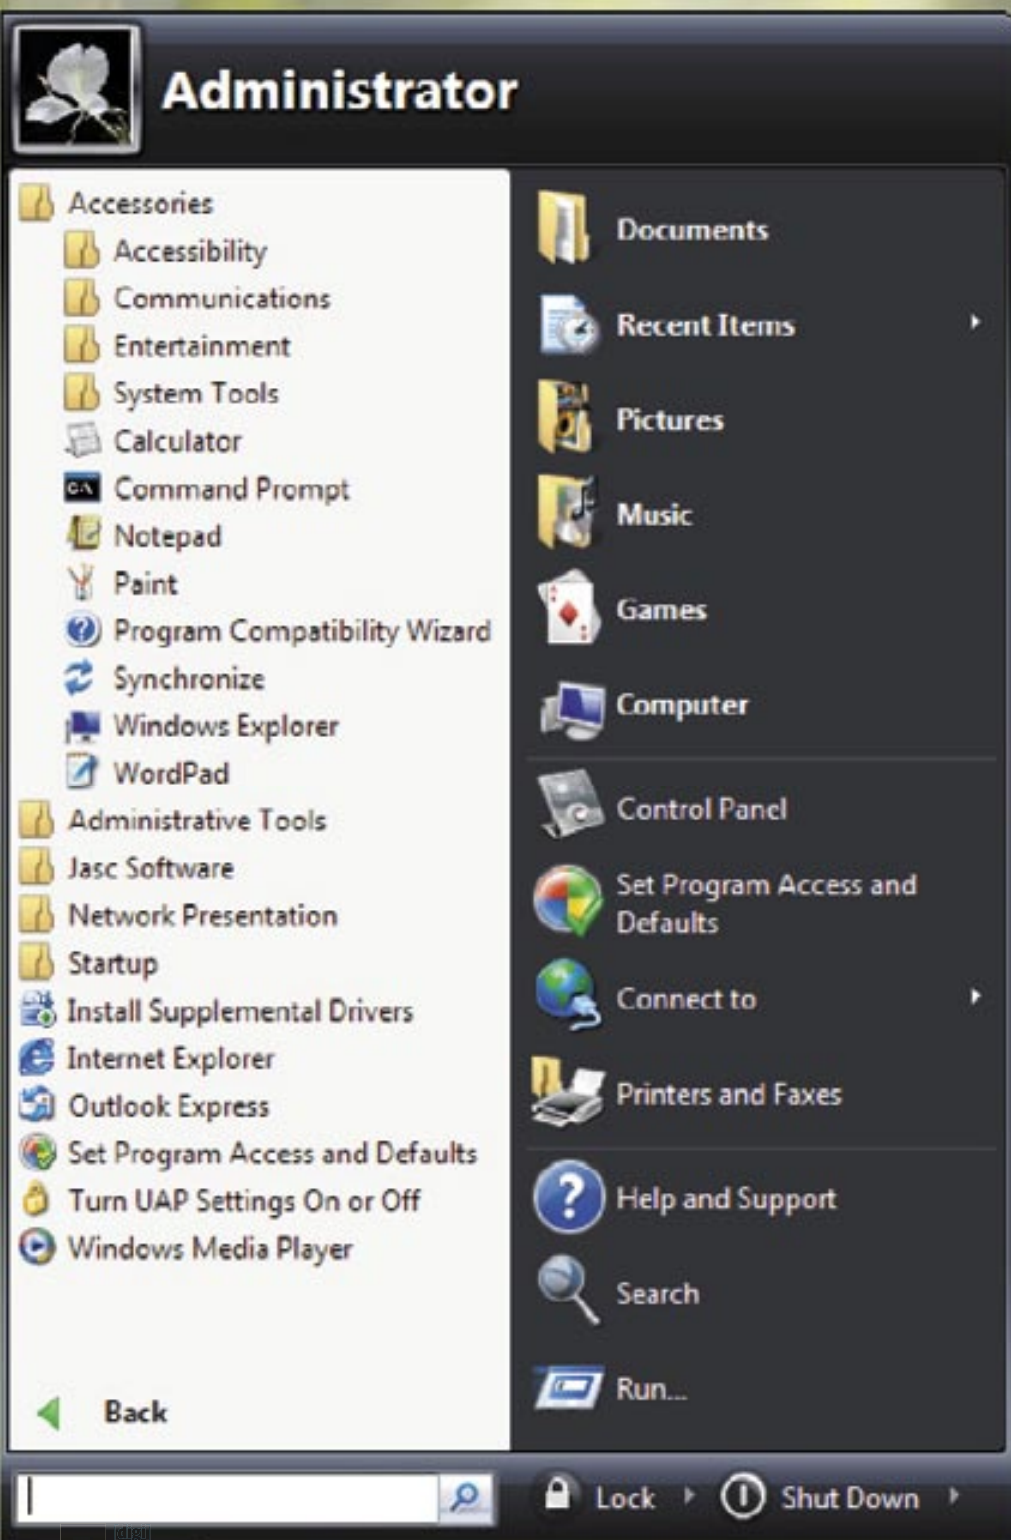 Administrator
Accessories
Accessibility
Communications
Entertainment
System Tools
Calculator
Command Prompt
Notepad
Paint
Program Compatibility Wizard
Synchronize
Windows Explorer
WordPad
Administrative Tools
Jasc Software
Network Presentation
Startup
Install Supplemental Drivers
Internet Explorer
Outlook Express
Set Program Access and Defaults
Turn UAP Settings On or Off
Windows Media Player
Back
Documents
Recent Items
Pictures
Music
Games
Computer
Control Panel
Set Program Access and
Defaults
Connect to
Printers and Faxes
Help and Support
Search
Run...
Lock
Shut Down